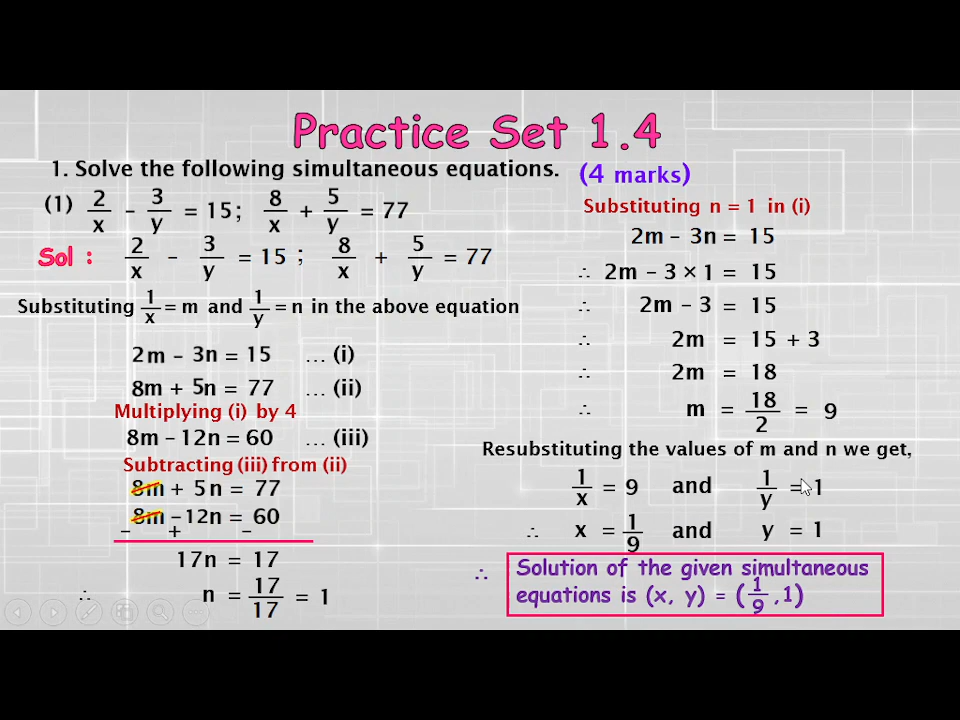 Practice Set 1.4
1. Solve the following simultaneous equations. (4 marks)
(1) 2/x – 3/y = 15; 8/x + 5/y = 77
Sol : 2/x – 3/y = 15 ; 8/x + 5/y = 77
Substituting 1/x = m and 1/y = n in the above equation
2m – 3n = 15 ... (i)
8m + 5n = 77 ... (ii)
Multiplying (i) by 4
8m – 12n = 60 ... (iii)
Subtracting (iii) from (ii)
8m + 5n = 77
8m – 12n = 60
– + –
17n = 17
∴ n = 17/17 = 1
Substituting n = 1 in (i)
2m – 3n = 15
∴ 2m – 3 × 1 = 15
∴ 2m – 3 = 15
∴ 2m = 15 + 3
∴ 2m = 18
∴ m = 18/2 = 9
Resubstituting the values of m and n we get,
1/x = 9 and 1/y = 1
∴ x = 1/9 and y = 1
∴ Solution of the given simultaneous
equations is (x, y) = (1/9 ,1)